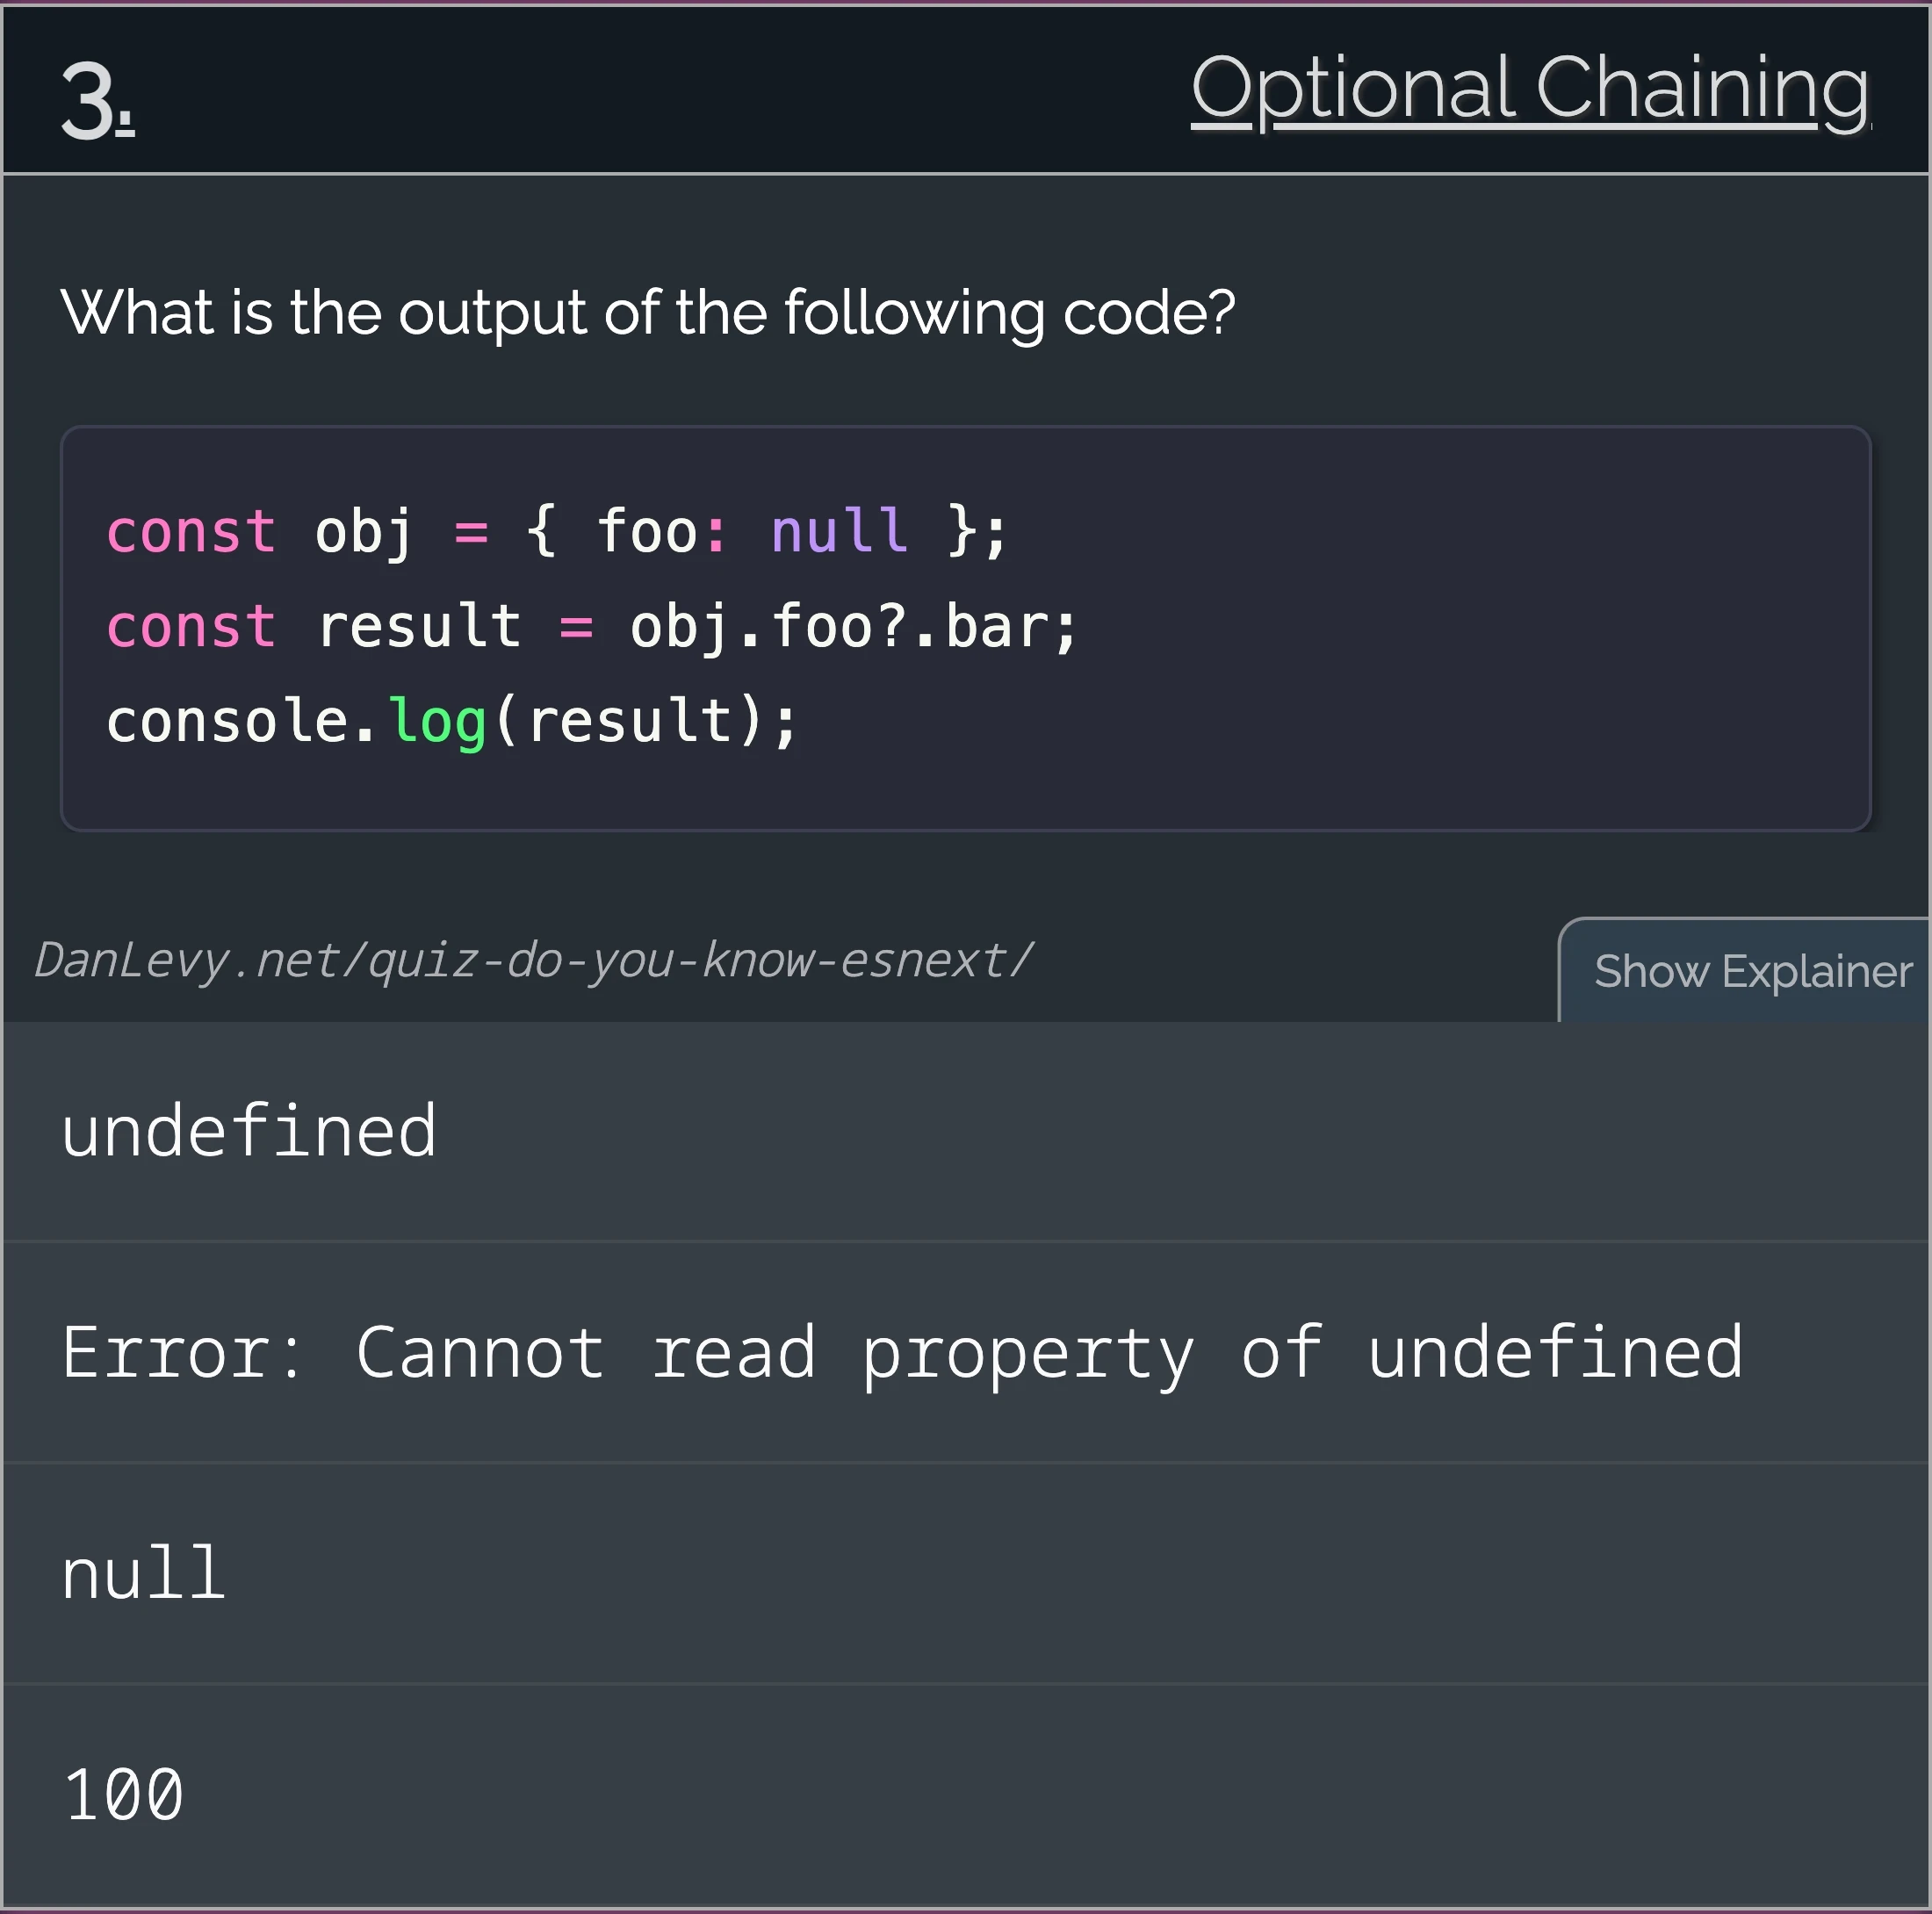 3.
Optional Chaining
What is the output of the following code?
const obj = { foo: null };
const result = obj.foo?.bar;
console.log(result);
DanLevy.net/quiz-do-you-know-esnext/
Show Explainer
undefined
Error: Cannot read property of undefined
null
100